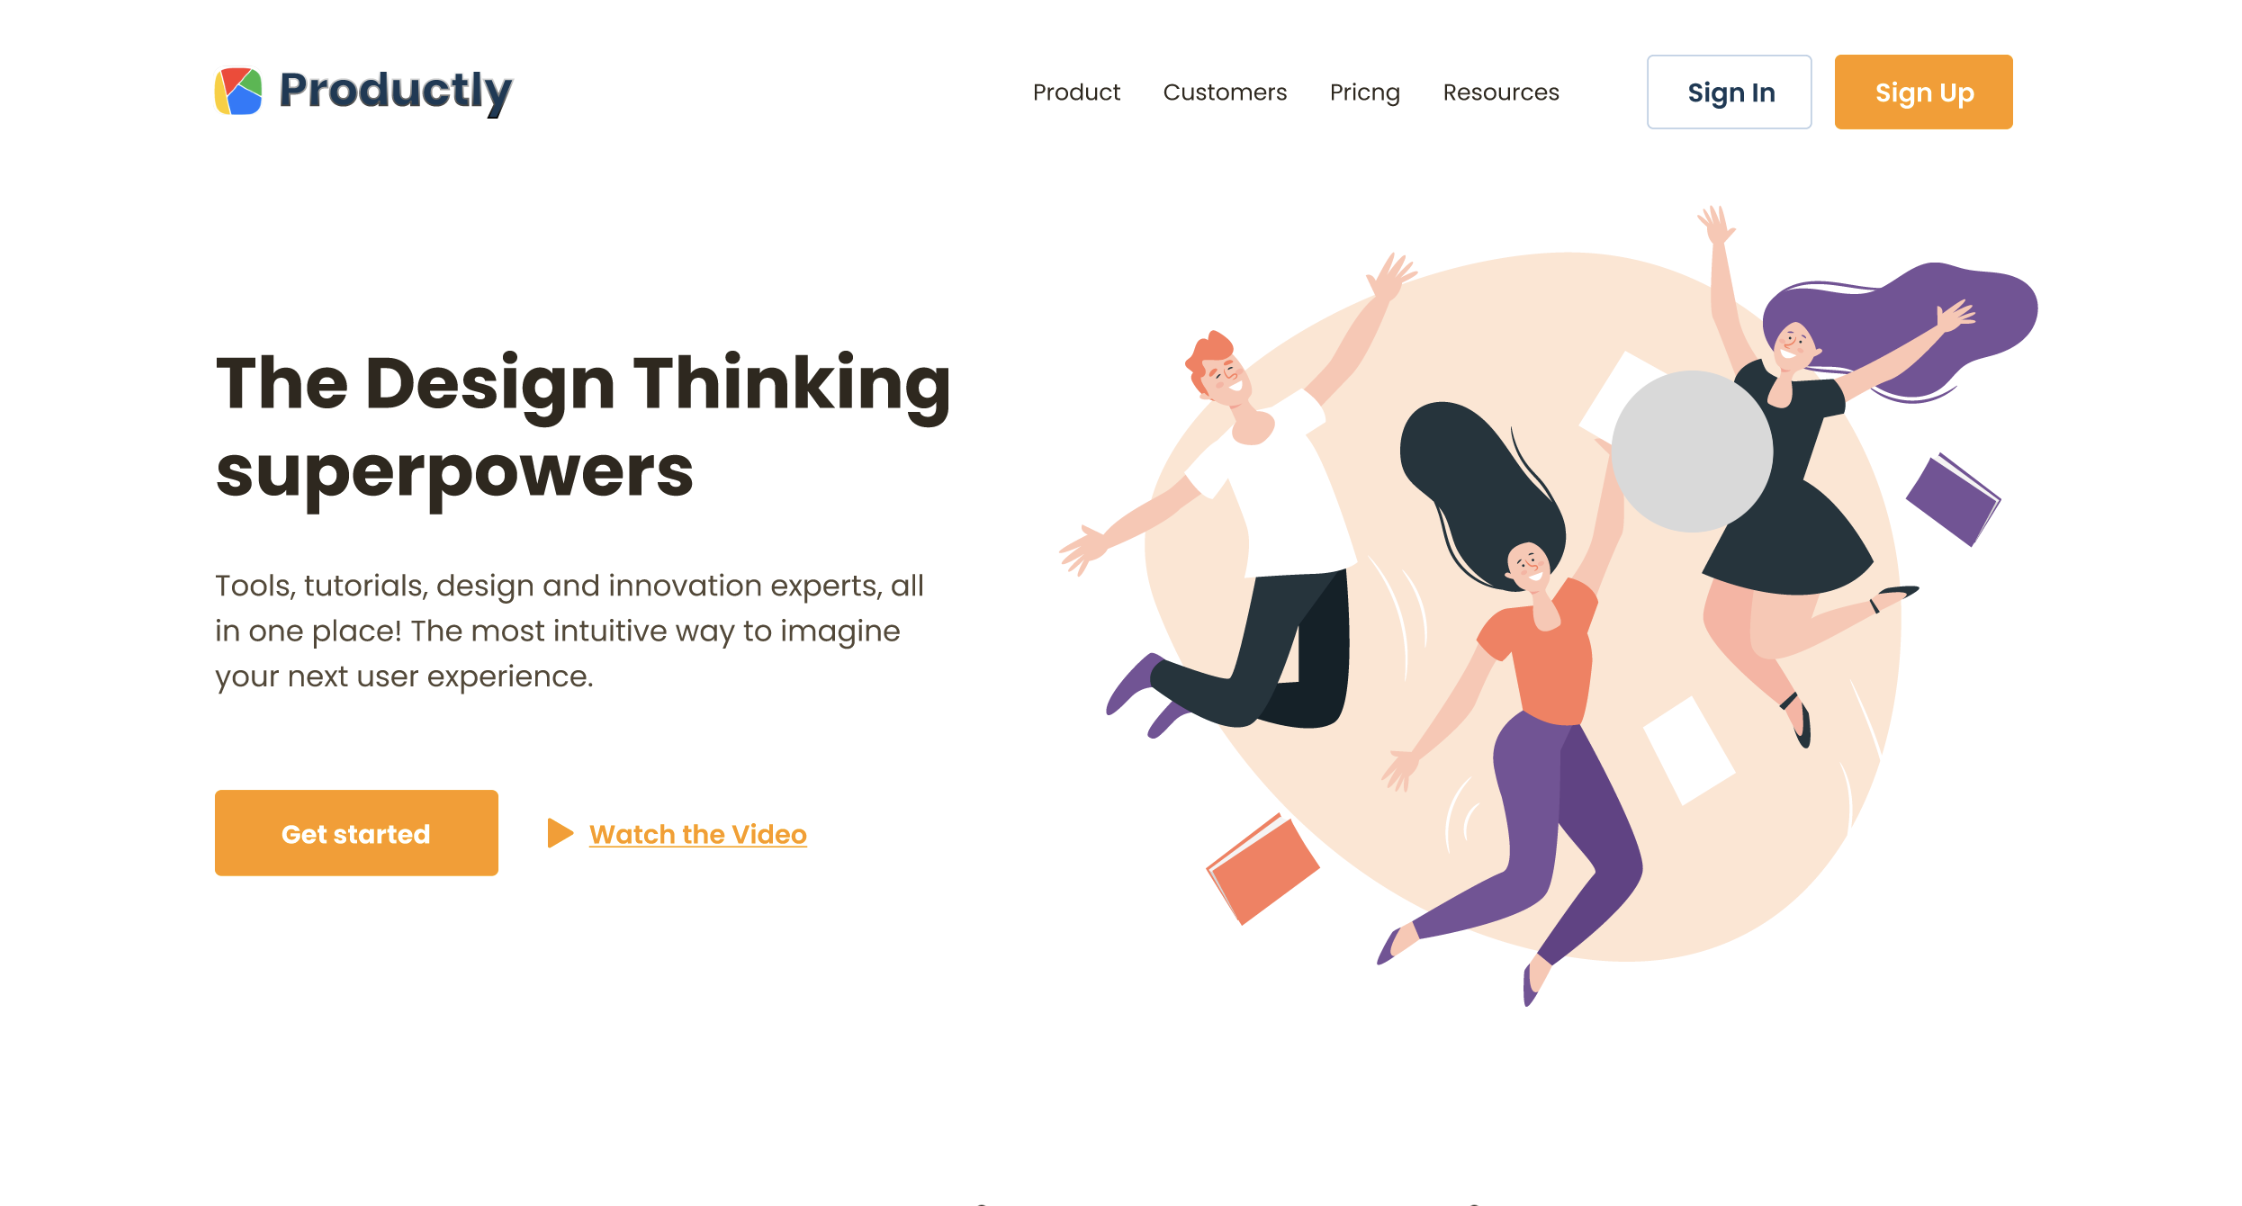 Productly
Product Customers Pricng Resources Sign In Sign Up
The Design Thinking
superpowers
Tools, tutorials, design and innovation experts, all
in one place! The most intuitive way to imagine
your next user experience.
Get started Watch the Video